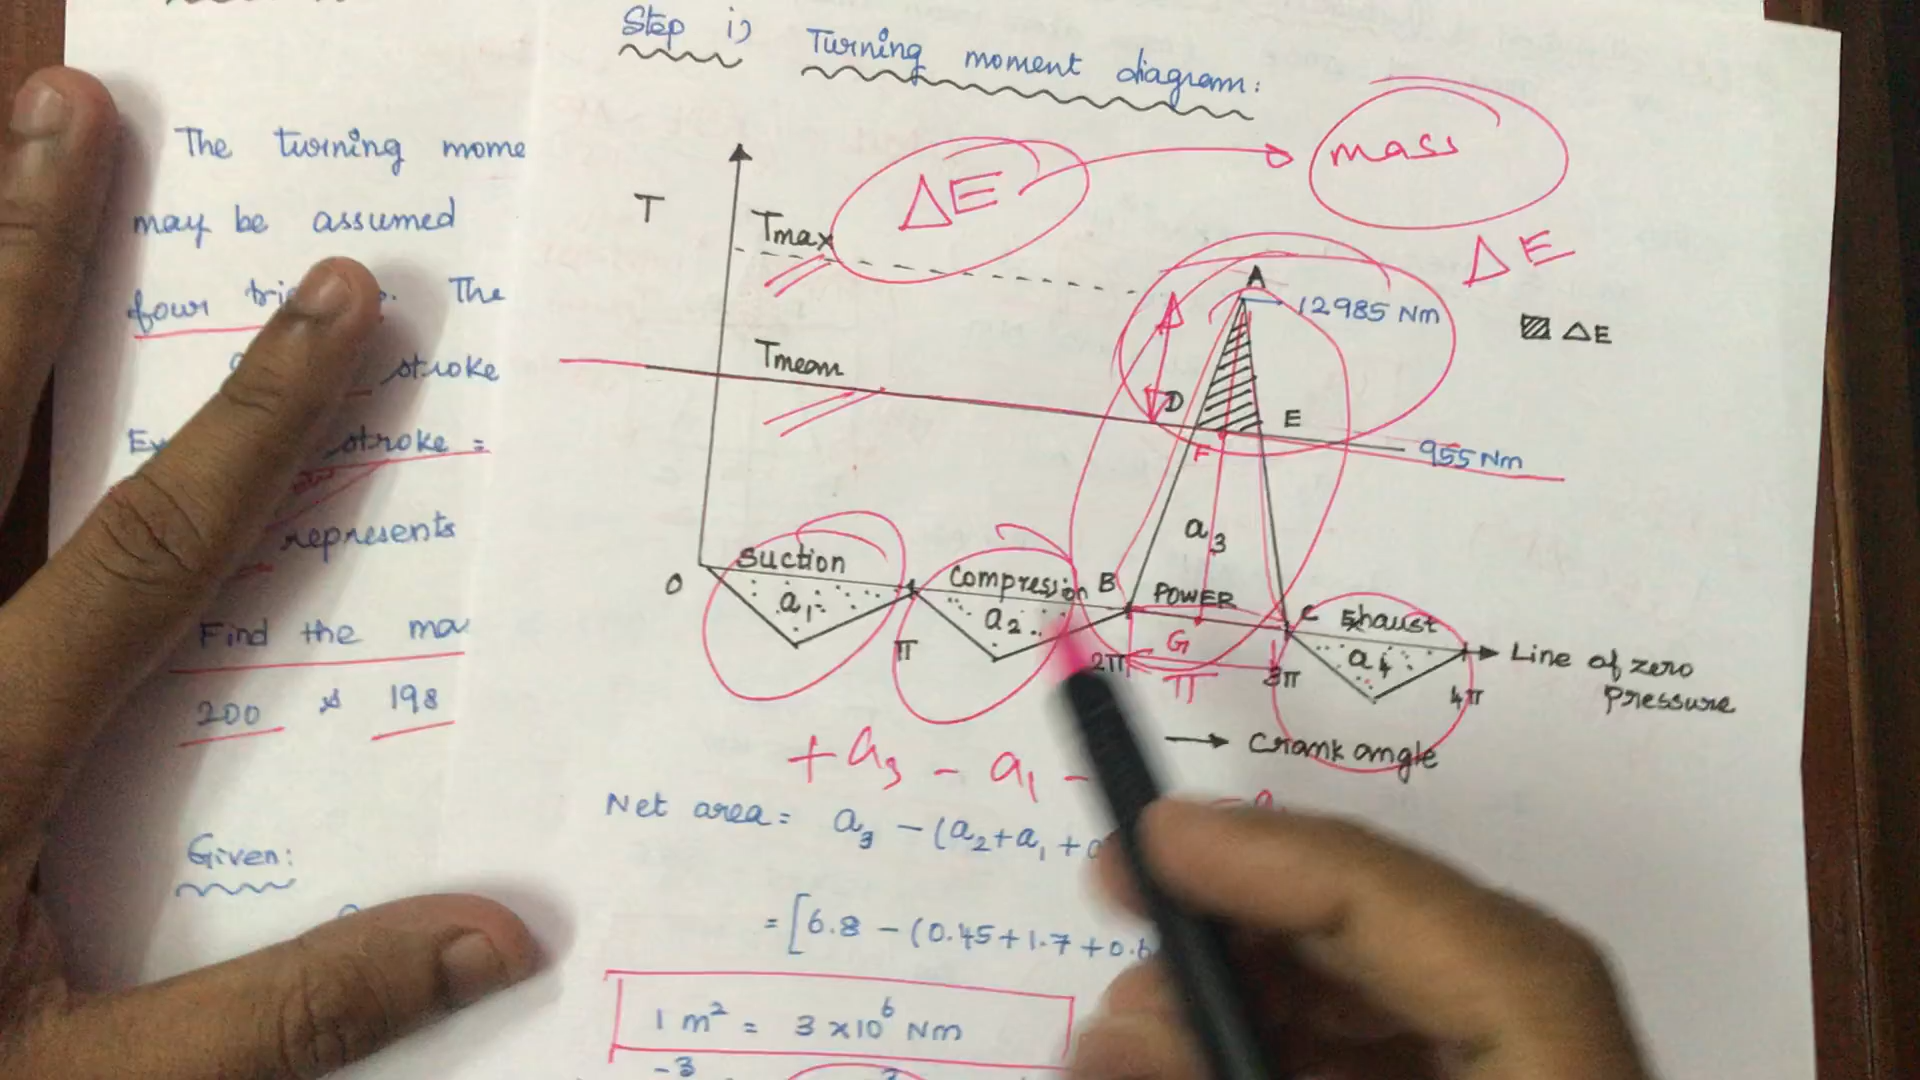 Step i) Turning moment diagram:
The turning mome
may be assumed
four The
stroke
stroke =
represents
Find the ma
200 & 198
Given:
ΔE
mass
ΔE
T
Tmax
A
12985 Nm
ΔE
Tmean
D
E
F
955 Nm
a3
O
Suction
a1
Compression
a2
B
POWER
C
Exhaust
a4
Line of zero
pressure
π
2π
G
π
3π
4π
Crank angle
+ a3 - a1 -
Net area = a3 - (a2 + a1 +
= [6.8 - (0.45 + 1.7 + 0.6
1 m² = 3 x 10⁶ Nm
-3